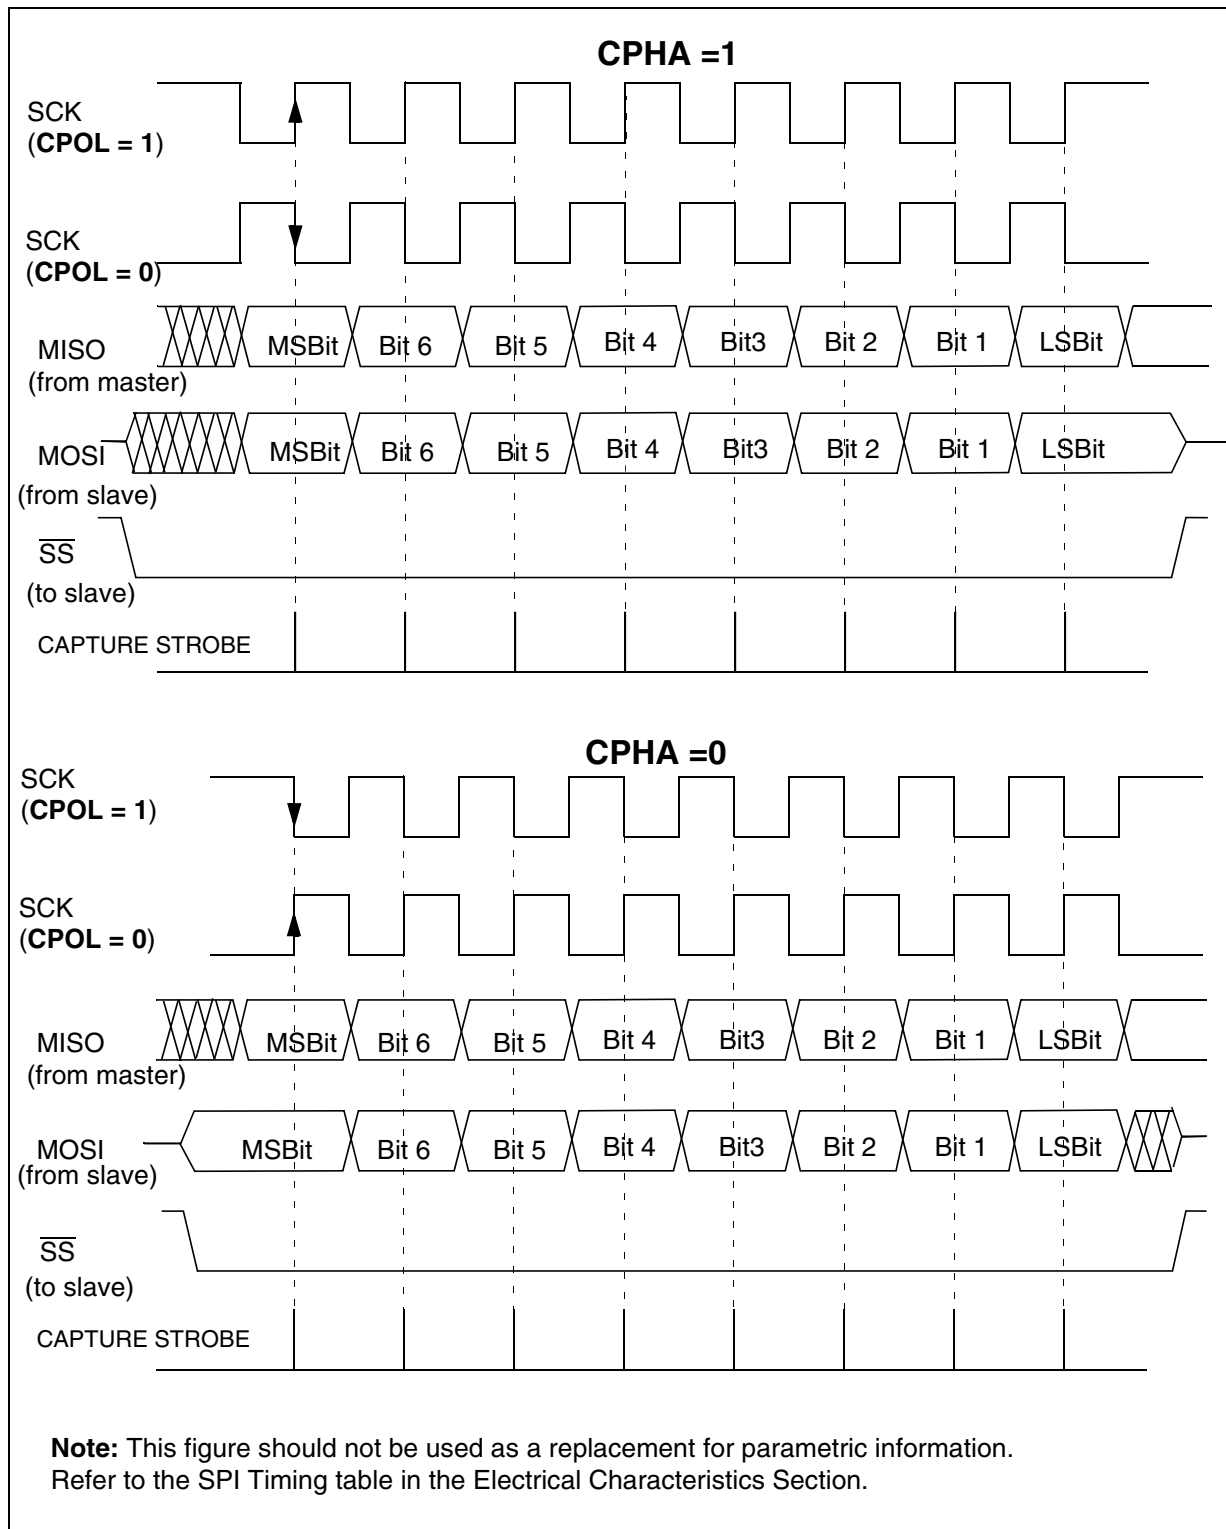 CPHA =1
SCK
(CPOL = 1)
SCK
(CPOL = 0)
MISO
(from master)
MSBit Bit 6 Bit 5 Bit 4 Bit3 Bit 2 Bit 1 LSBit
MOSI
(from slave)
MSBit Bit 6 Bit 5 Bit 4 Bit3 Bit 2 Bit 1 LSBit
SS
(to slave)
CAPTURE STROBE
CPHA =0
SCK
(CPOL = 1)
SCK
(CPOL = 0)
MISO
(from master)
MSBit Bit 6 Bit 5 Bit 4 Bit3 Bit 2 Bit 1 LSBit
MOSI
(from slave)
MSBit Bit 6 Bit 5 Bit 4 Bit3 Bit 2 Bit 1 LSBit
SS
(to slave)
CAPTURE STROBE
Note: This figure should not be used as a replacement for parametric information.
Refer to the SPI Timing table in the Electrical Characteristics Section.